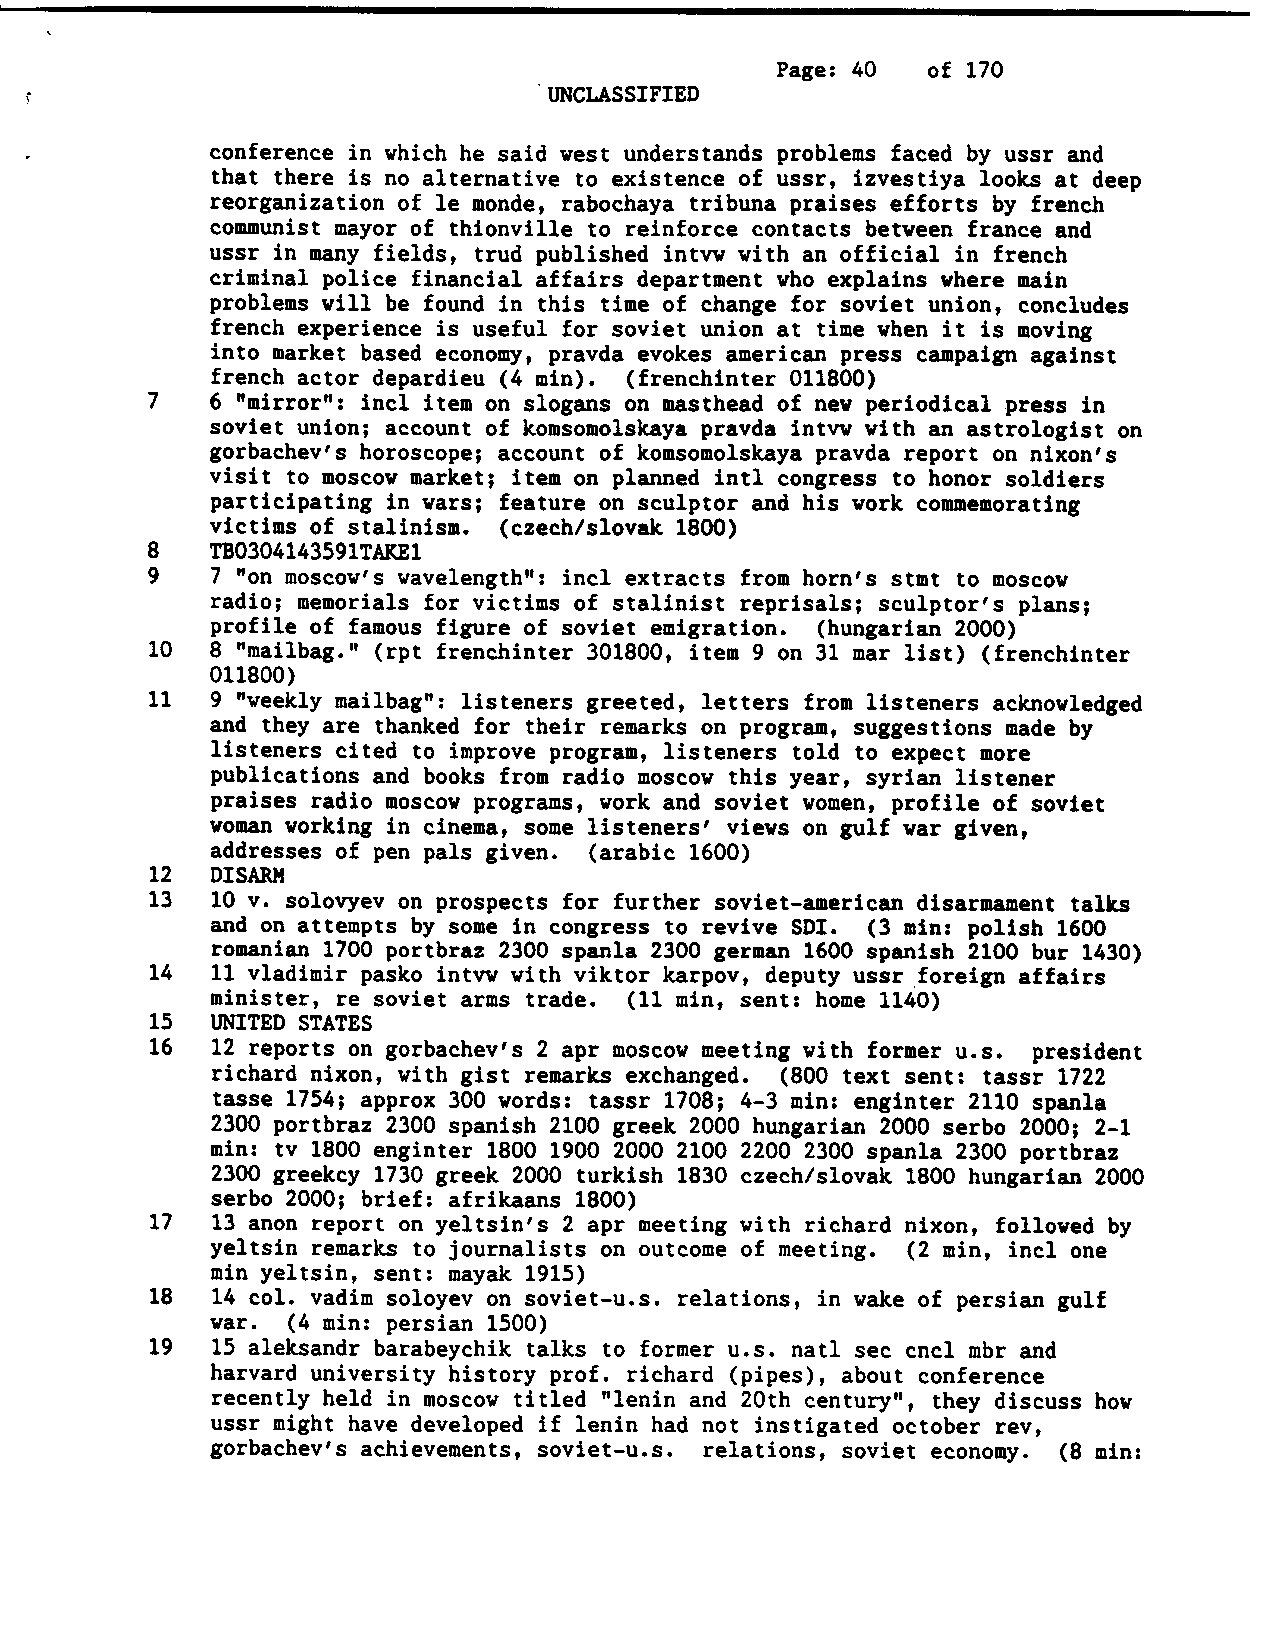 Page: 40 of 170
UNCLASSIFIED
conference in which he said west understands problems faced by ussr and
that there is no alternative to existence of ussr, izvestiya looks at deep
reorganization of le monde, rabochaya tribuna praises efforts by french
communist mayor of thionville to reinforce contacts between france and
ussr in many fields, trud published intvw with an official in french
criminal police financial affairs department who explains where main
problems will be found in this time of change for soviet union, concludes
french experience is useful for soviet union at time when it is moving
into market based economy, pravda evokes american press campaign against
french actor depardieu (4 min). (frenchinter 011800)
7 6 "mirror": incl item on slogans on masthead of new periodical press in
soviet union; account of komsomolskaya pravda intvw with an astrologist on
gorbachev's horoscope; account of komsomolskaya pravda report on nixon's
visit to moscow market; item on planned intl congress to honor soldiers
participating in wars; feature on sculptor and his work commemorating
victims of stalinism. (czech/slovak 1800)
8 TB0304143591TAKE1
9 7 "on moscow's wavelength": incl extracts from horn's stmt to moscow
radio; memorials for victims of stalinist reprisals; sculptor's plans;
profile of famous figure of soviet emigration. (hungarian 2000)
10 8 "mailbag." (rpt frenchinter 301800, item 9 on 31 mar list) (frenchinter
011800)
11 9 "weekly mailbag": listeners greeted, letters from listeners acknowledged
and they are thanked for their remarks on program, suggestions made by
listeners cited to improve program, listeners told to expect more
publications and books from radio moscow this year, syrian listener
praises radio moscow programs, work and soviet women, profile of soviet
woman working in cinema, some listeners' views on gulf war given,
addresses of pen pals given. (arabic 1600)
12 DISARM
13 10 v. solovyev on prospects for further soviet-american disarmament talks
and on attempts by some in congress to revive SDI. (3 min: polish 1600
romanian 1700 portbraz 2300 spanla 2300 german 1600 spanish 2100 bur 1430)
14 11 vladimir pasko intvw with viktor karpov, deputy ussr foreign affairs
minister, re soviet arms trade. (11 min, sent: home 1140)
15 UNITED STATES
16 12 reports on gorbachev's 2 apr moscow meeting with former u.s. president
richard nixon, with gist remarks exchanged. (800 text sent: tassr 1722
tasse 1754; approx 300 words: tassr 1708; 4-3 min: enginter 2110 spanla
2300 portbraz 2300 spanish 2100 greek 2000 hungarian 2000 serbo 2000; 2-1
min: tv 1800 enginter 1800 1900 2000 2100 2200 2300 spanla 2300 portbraz
2300 greekcy 1730 greek 2000 turkish 1830 czech/slovak 1800 hungarian 2000
serbo 2000; brief: afrikaans 1800)
17 13 anon report on yeltsin's 2 apr meeting with richard nixon, followed by
yeltsin remarks to journalists on outcome of meeting. (2 min, incl one
min yeltsin, sent: mayak 1915)
18 14 col. vadim soloyev on soviet-u.s. relations, in wake of persian gulf
war. (4 min: persian 1500)
19 15 aleksandr barabeychik talks to former u.s. natl sec cncl mbr and
harvard university history prof. richard (pipes), about conference
recently held in moscow titled "lenin and 20th century", they discuss how
ussr might have developed if lenin had not instigated october rev,
gorbachev's achievements, soviet-u.s. relations, soviet economy. (8 min: